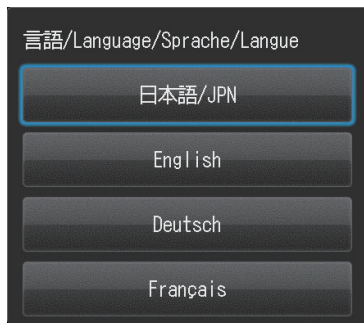 言語/Language/Sprache/Langue
日本語/JPN
English
Deutsch
Français